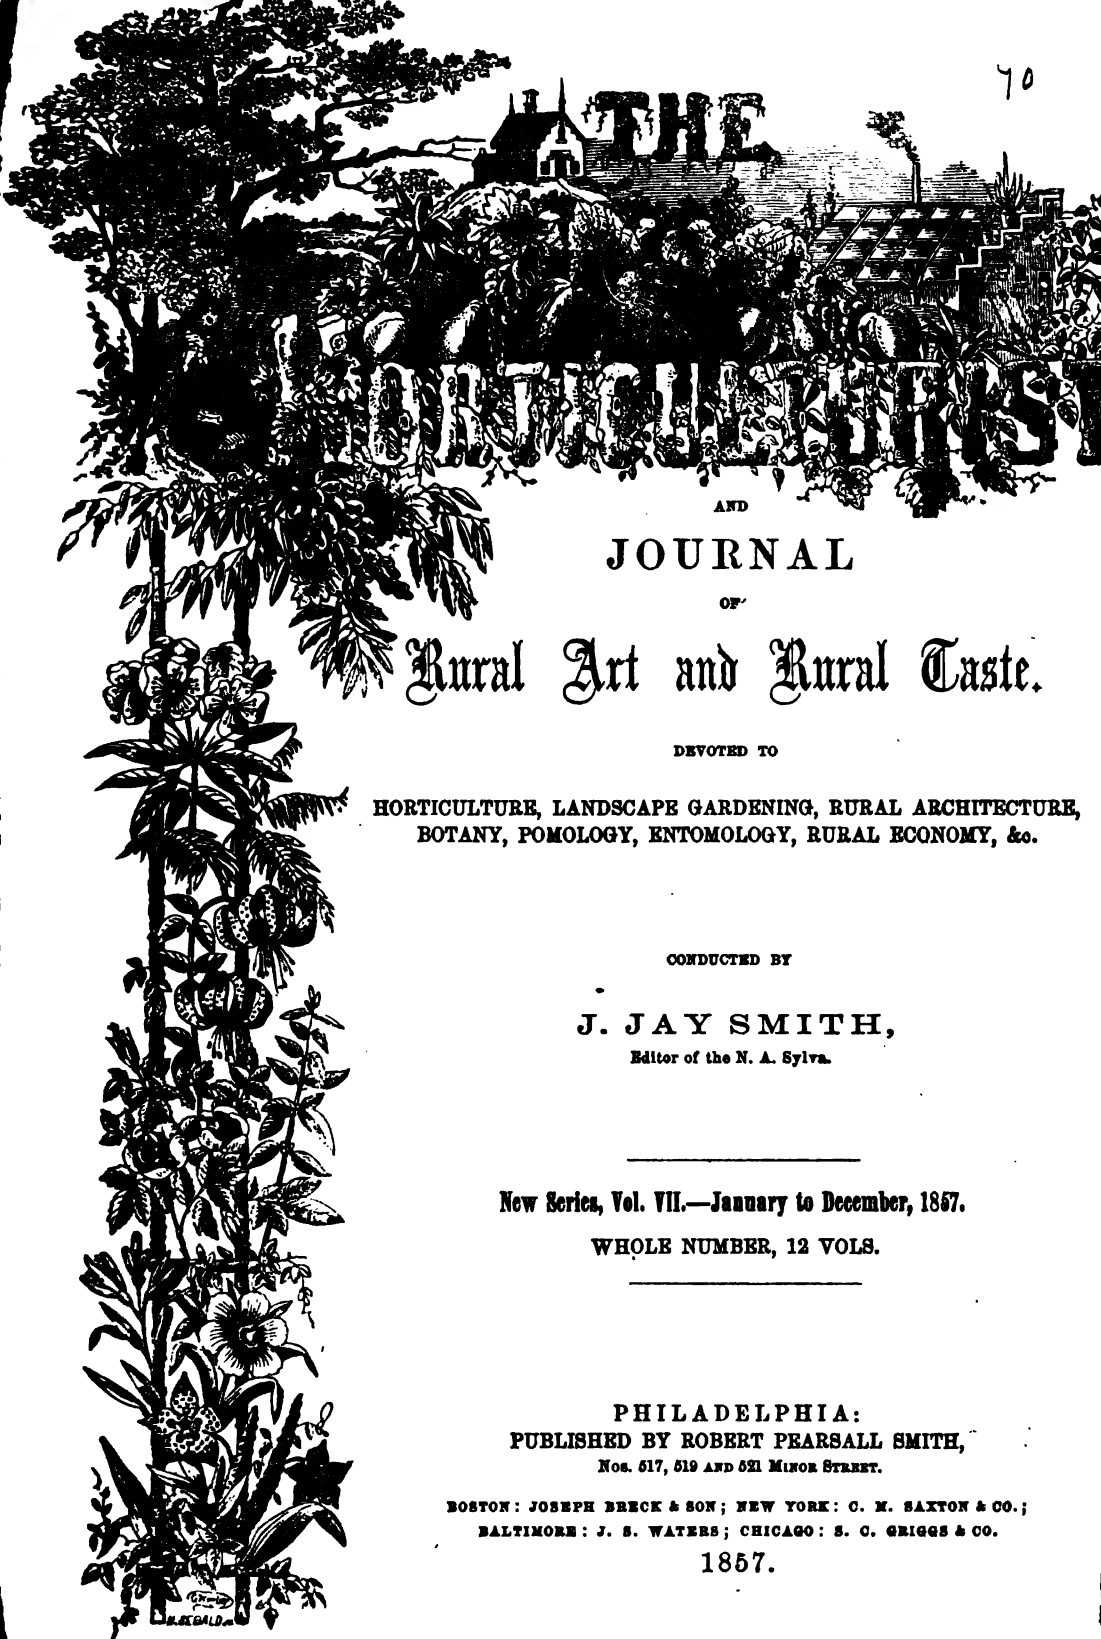 70
THE
HORTICULTURIST
AND
JOURNAL
OF
Rural Art and Rural Taste.
DEVOTED TO
HORTICULTURE, LANDSCAPE GARDENING, RURAL ARCHITECTURE,
BOTANY, POMOLOGY, ENTOMOLOGY, RURAL ECONOMY, &c.
CONDUCTED BY
J. JAY SMITH,
Editor of the N. A. Sylva.
New Series, Vol. VII.—January to December, 1857.
WHOLE NUMBER, 12 VOLS.
PHILADELPHIA:
PUBLISHED BY ROBERT PEARSALL SMITH,
Nos. 517, 519 AND 521 MINOR STREET.
BOSTON: JOSEPH BRECK & SON; NEW YORK: C. M. SAXTON & CO.;
BALTIMORE: J. S. WATERS; CHICAGO: S. C. GRIGGS & CO.
1857.
H. SEBALD